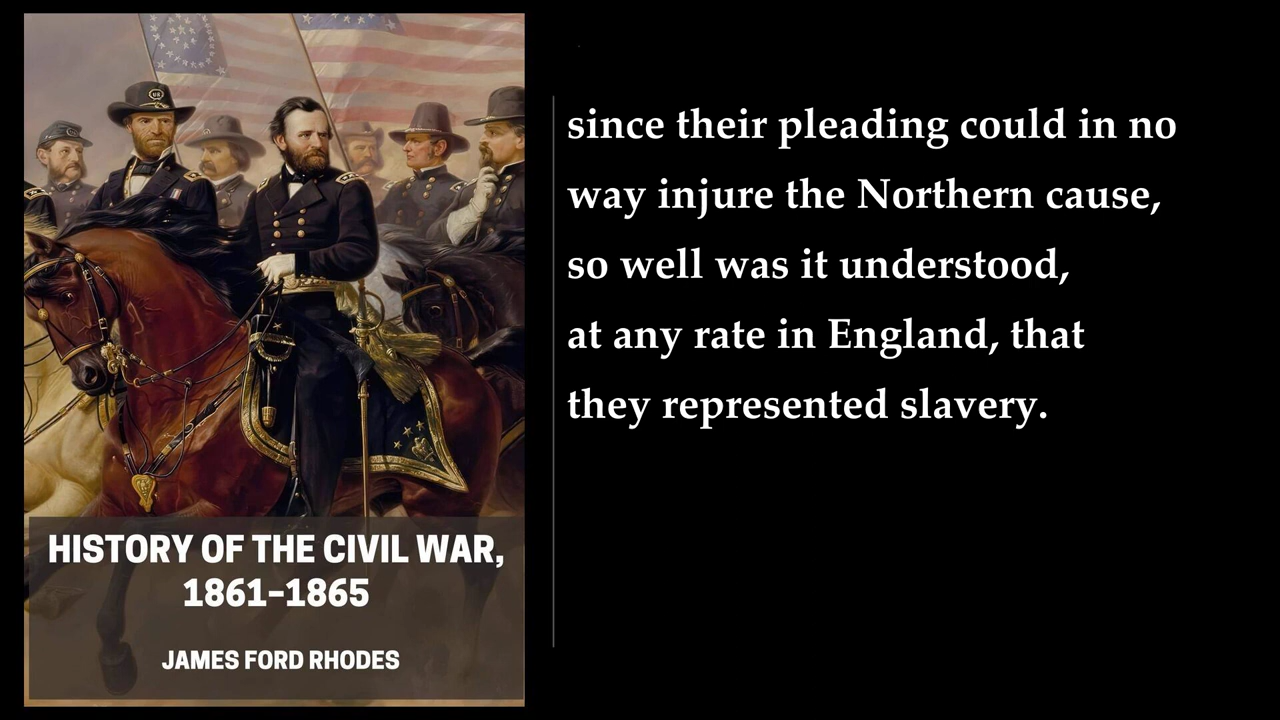 since their pleading could in no
way injure the Northern cause,
so well was it understood,
at any rate in England, that
they represented slavery.
HISTORY OF THE CIVIL WAR,
1861–1865
JAMES FORD RHODES